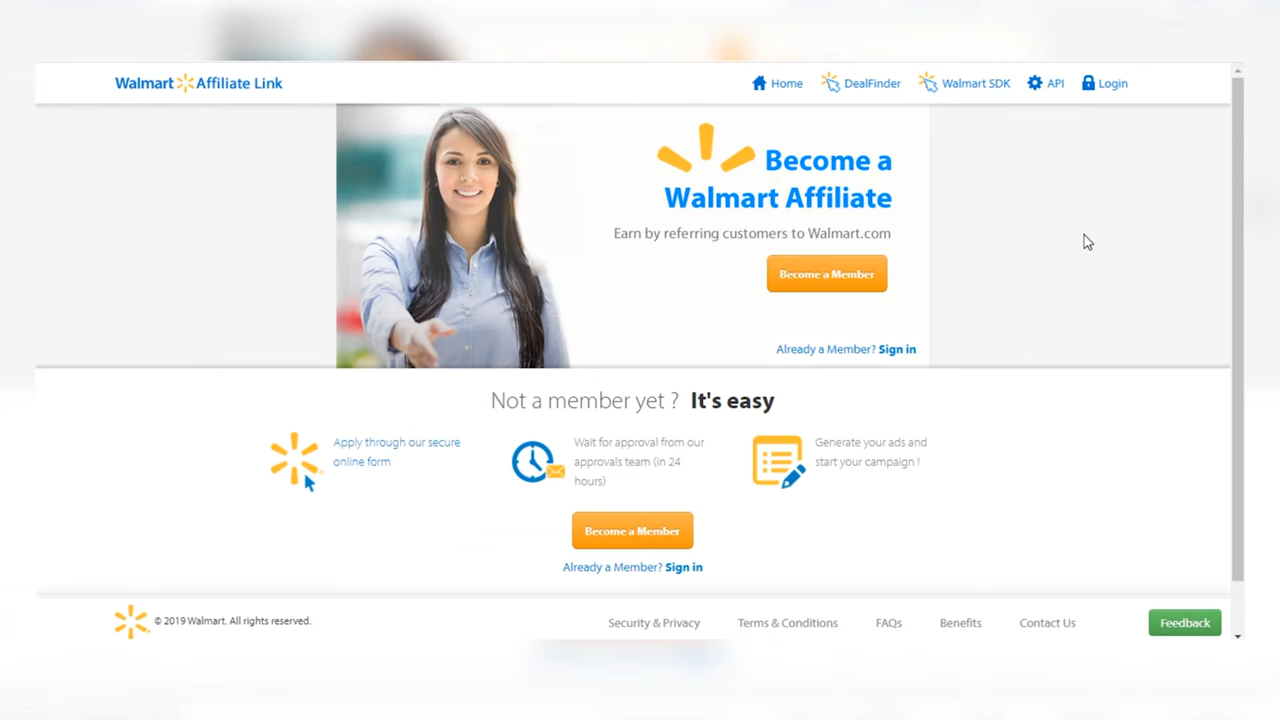 Walmart Affiliate Link
Home DealFinder Walmart SDK API Login
Become a
Walmart Affiliate
Earn by referring customers to Walmart.com
Become a Member
Already a Member? Sign in
Not a member yet ? It's easy
Apply through our secure
online form
Wait for approval from our
approvals team (in 24
hours)
Generate your ads and
start your campaign !
Become a Member
Already a Member? Sign in
© 2019 Walmart. All rights reserved.
Security & Privacy Terms & Conditions FAQs Benefits Contact Us
Feedback